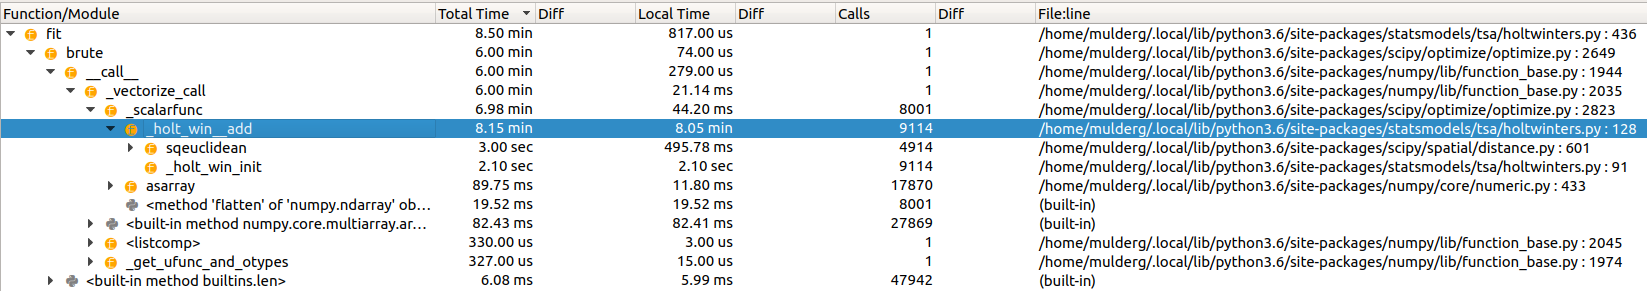 Function/Module Total Time Diff Local Time Diff Calls Diff File:line
fit 8.50 min 817.00 us 1 /home/mulderg/.local/lib/python3.6/site-packages/statsmodels/tsa/holtwinters.py : 436
brute 6.00 min 74.00 us 1 /home/mulderg/.local/lib/python3.6/site-packages/scipy/optimize/optimize.py : 2649
__call__ 6.00 min 279.00 us 1 /home/mulderg/.local/lib/python3.6/site-packages/numpy/lib/function_base.py : 1944
_vectorize_call 6.00 min 21.14 ms 1 /home/mulderg/.local/lib/python3.6/site-packages/numpy/lib/function_base.py : 2035
_scalarfunc 6.98 min 44.20 ms 8001 /home/mulderg/.local/lib/python3.6/site-packages/scipy/optimize/optimize.py : 2823
_holt_win__add 8.15 min 8.05 min 9114 /home/mulderg/.local/lib/python3.6/site-packages/statsmodels/tsa/holtwinters.py : 128
sqeuclidean 3.00 sec 495.78 ms 4914 /home/mulderg/.local/lib/python3.6/site-packages/scipy/spatial/distance.py : 601
_holt_win_init 2.10 sec 2.10 sec 9114 /home/mulderg/.local/lib/python3.6/site-packages/statsmodels/tsa/holtwinters.py : 91
asarray 89.75 ms 11.80 ms 17870 /home/mulderg/.local/lib/python3.6/site-packages/numpy/core/numeric.py : 433
<method 'flatten' of 'numpy.ndarray' ob... 19.52 ms 19.52 ms 8001 (built-in)
<built-in method numpy.core.multiarray.ar... 82.43 ms 82.41 ms 27869 (built-in)
<listcomp> 330.00 us 3.00 us 1 /home/mulderg/.local/lib/python3.6/site-packages/numpy/lib/function_base.py : 2045
_get_ufunc_and_otypes 327.00 us 15.00 us 1 /home/mulderg/.local/lib/python3.6/site-packages/numpy/lib/function_base.py : 1974
<built-in method builtins.len> 6.08 ms 5.99 ms 47942 (built-in)